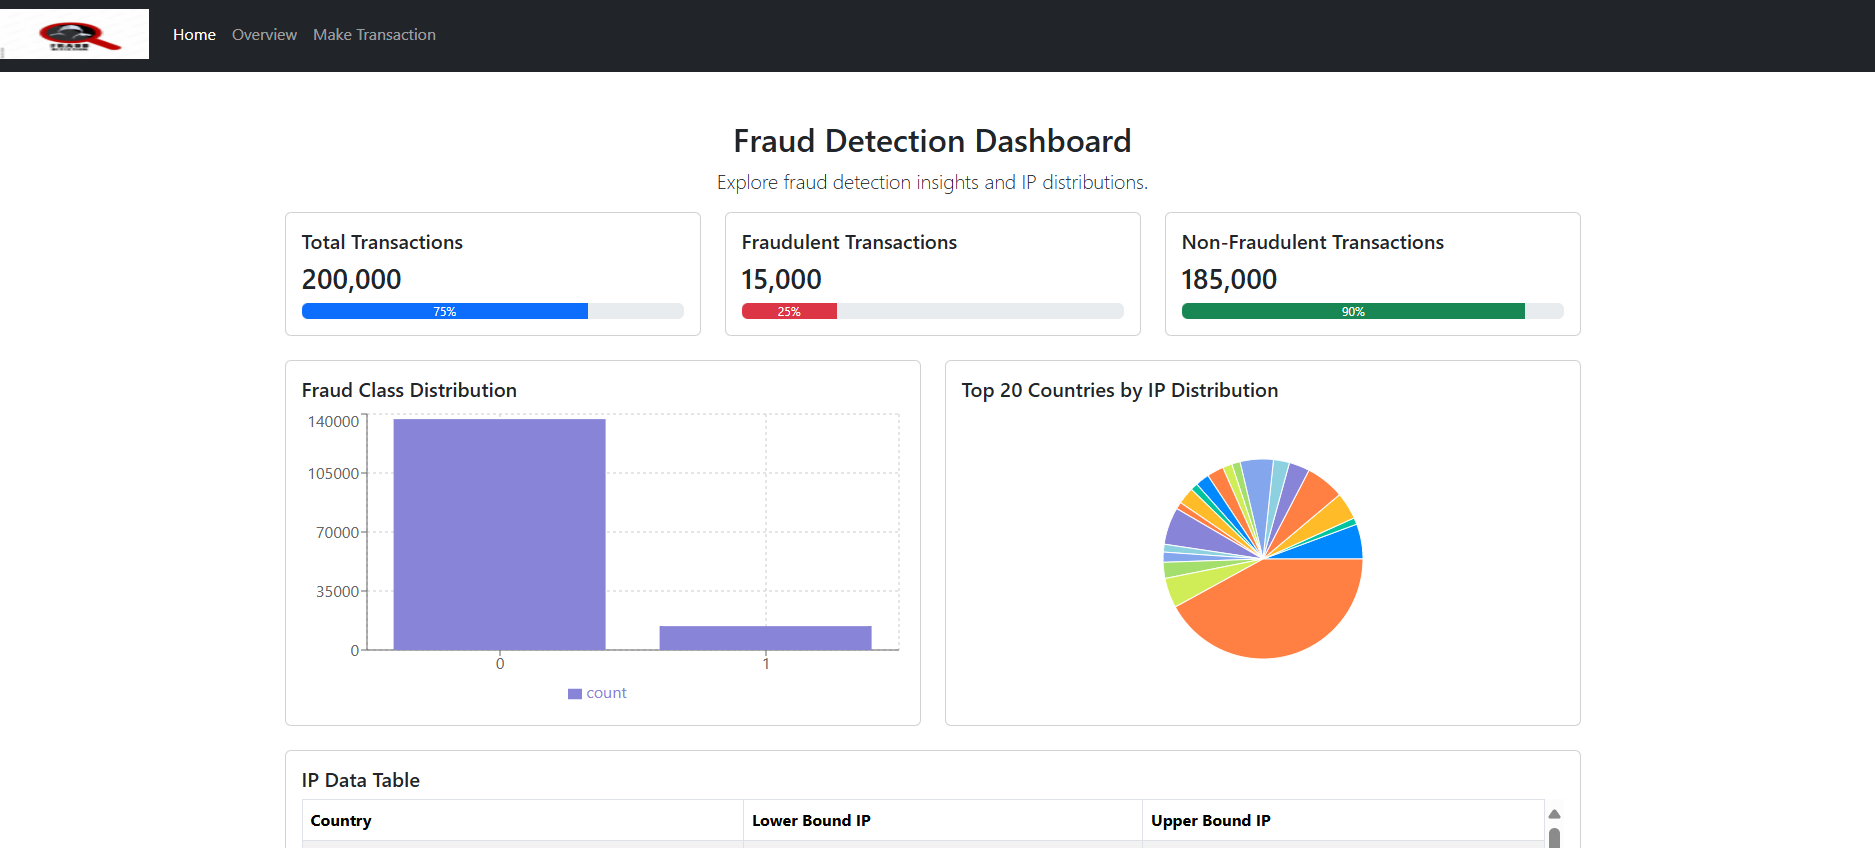 Home Overview Make Transaction
Fraud Detection Dashboard
Explore fraud detection insights and IP distributions.
Total Transactions
200,000
75%
Fraudulent Transactions
15,000
25%
Non-Fraudulent Transactions
185,000
90%
Fraud Class Distribution
140000
105000
70000
35000
0
0 1
count
Top 20 Countries by IP Distribution
IP Data Table
Country Lower Bound IP Upper Bound IP